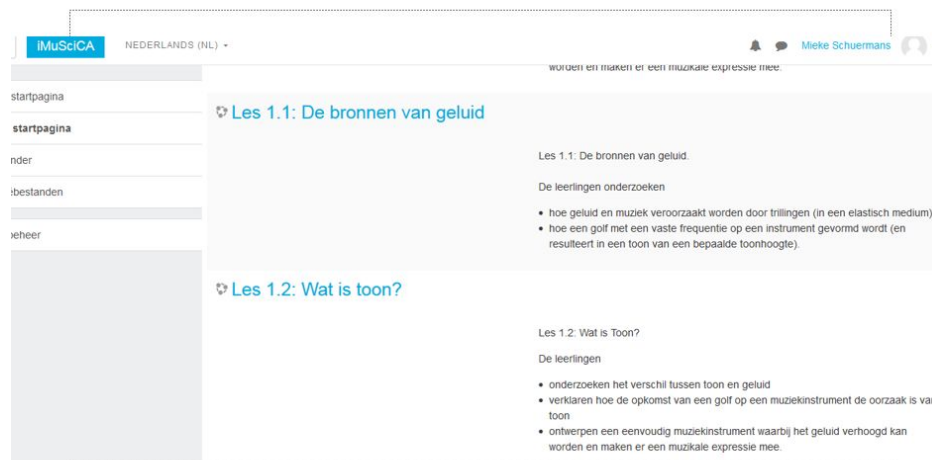 iMuSciCA NEDERLANDS (NL) Mieke Schuermans
worden en maken er een muzikale expressie mee.
startpagina
startpagina
nder
ebestanden
eheer
Les 1.1: De bronnen van geluid
Les 1.1: De bronnen van geluid.
De leerlingen onderzoeken
• hoe geluid en muziek veroorzaakt worden door trillingen (in een elastisch medium)
• hoe een golf met een vaste frequentie op een instrument gevormd wordt (en
resulteert in een toon van een bepaalde toonhoogte).
Les 1.2: Wat is toon?
Les 1.2: Wat is Toon?
De leerlingen
• onderzoeken het verschil tussen toon en geluid
• verklaren hoe de opkomst van een golf op een muziekinstrument de oorzaak is van
toon
• ontwerpen een eenvoudig muziekinstrument waarbij het geluid verhoogd kan
worden en maken er een muzikale expressie mee.